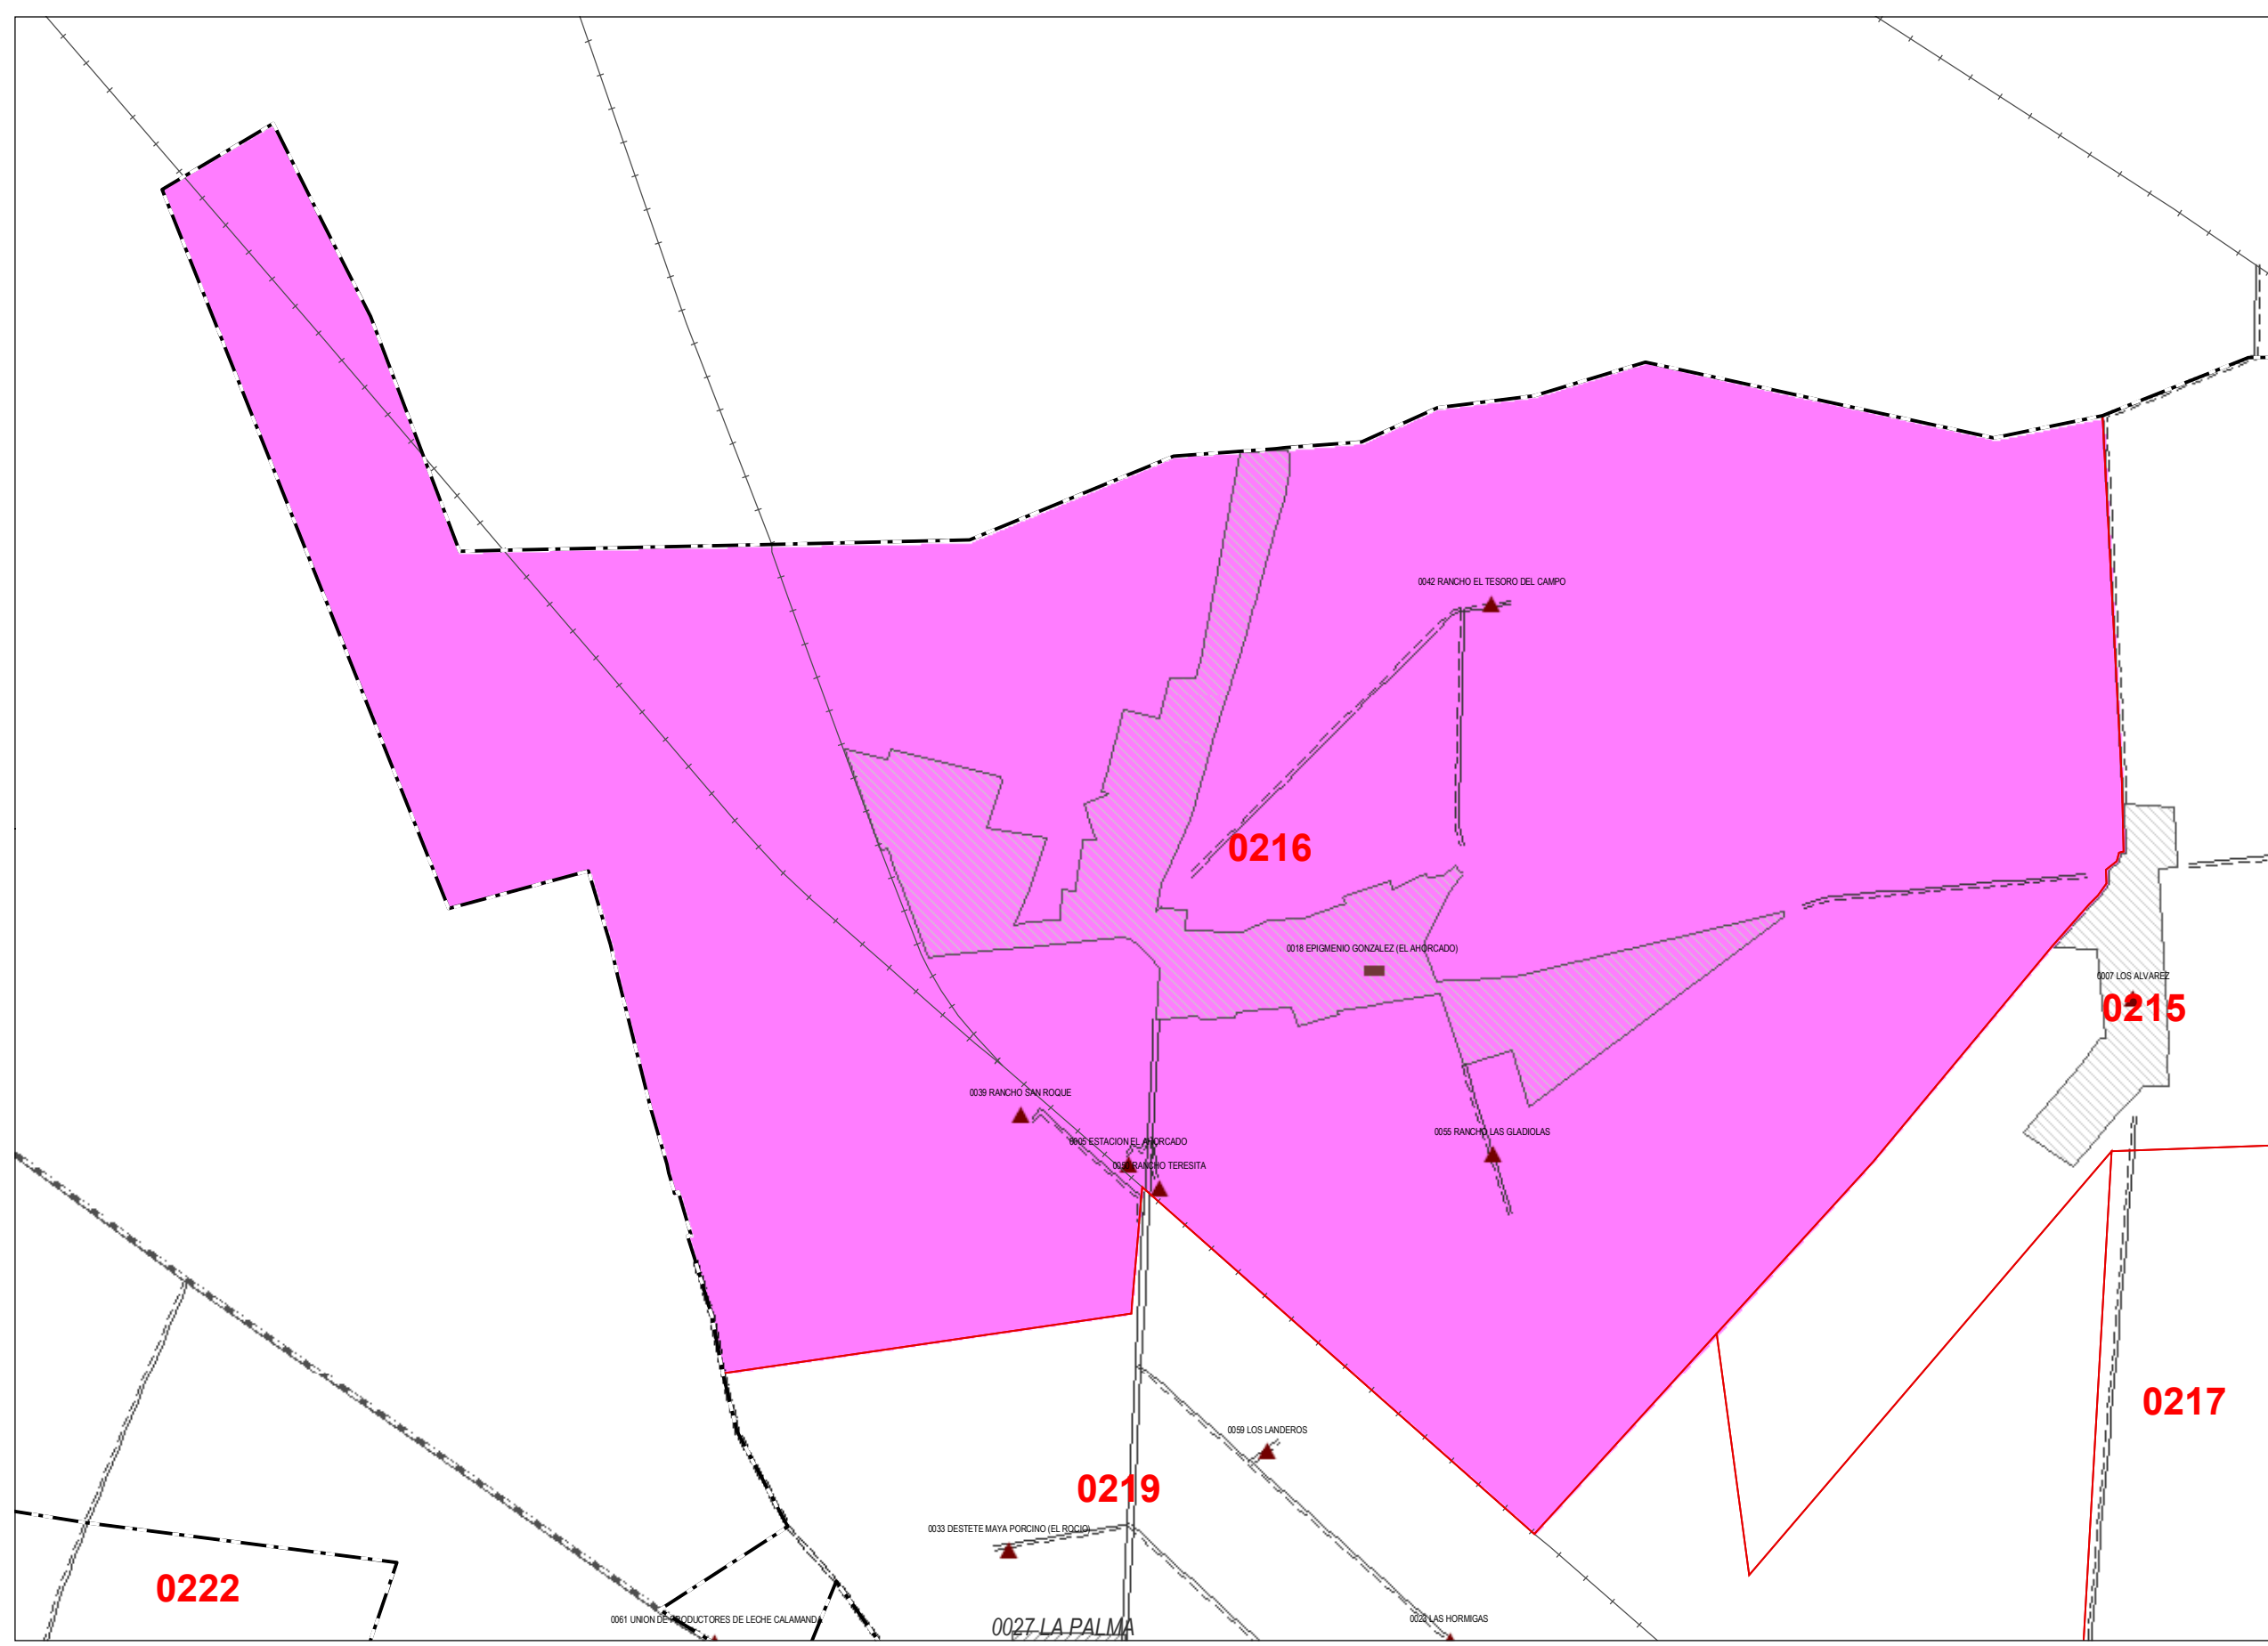 0042 RANCHO EL TESORO DEL CAMPO
0216
0018 EPIGMENIO GONZALEZ (EL AHORCADO)
0007 LOS ALVAREZ
0215
0039 RANCHO SAN ROQUE
0005 ESTACION EL AHORCADO
0055 RANCHO LAS GLADIOLAS
RANCHO TERESITA
0217
0059 LOS LANDEROS
0219
0033 DESTETE MAYA PORCINO (EL ROCIO)
0222
0061 UNION DE PRODUCTORES DE LECHE CALAMANDA
0027 LA PALMA
0023 LAS HORMIGAS